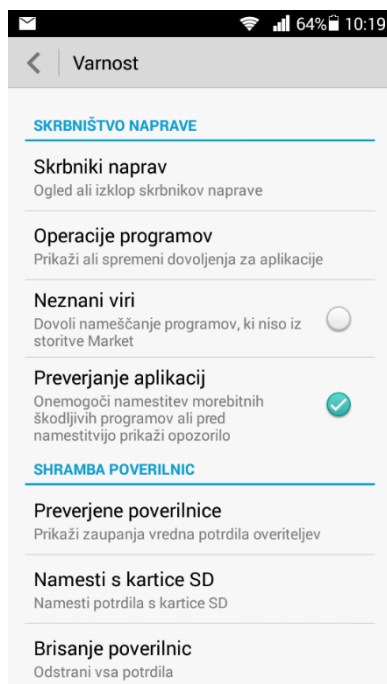 64% 10:19
Varnost
SKRBNIŠTVO NAPRAVE
Skrbniki naprav
Ogled ali izklop skrbnikov naprave
Operacije programov
Prikaži ali spremeni dovoljenja za aplikacije
Neznani viri
Dovoli nameščanje programov, ki niso iz
storitve Market
Preverjanje aplikacij
Onemogoči namestitev morebitnih
škodljivih programov ali pred
namestitvijo prikaži opozorilo
SHRAMBA POVERILNIC
Preverjene poverilnice
Prikaži zaupanja vredna potrdila overiteljev
Namesti s kartice SD
Namesti potrdila s kartice SD
Brisanje poverilnic
Odstrani vsa potrdila